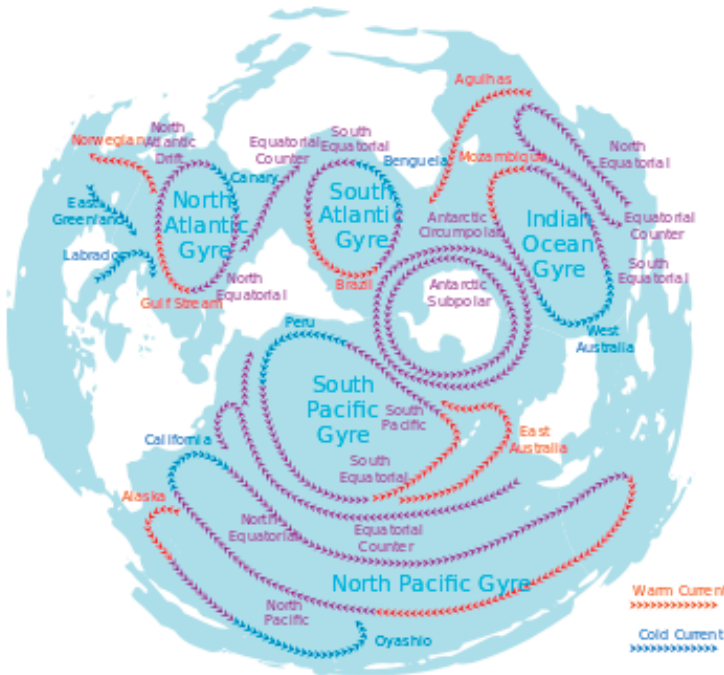 Agulhas
Norwegian
North
Atlantic
Drift
Equatorial
Counter
South
Equatorial
Benguela
Mozambique
North
Equatorial
Canary
East
Greenland
North
Atlantic
Gyre
South
Atlantic
Gyre
Antarctic
Circumpolar
Indian
Ocean
Gyre
Equatorial
Counter
Labrador
Gulf Stream
North
Equatorial
Brazil
Antarctic
Subpolar
South
Equatorial
West
Australia
Peru
South
Pacific
Gyre
South
Pacific
East
Australia
California
South
Equatorial
Alaska
North
Equatorial
Equatorial
Counter
North Pacific Gyre
North
Pacific
Oyashio
Warm Current
Cold Current